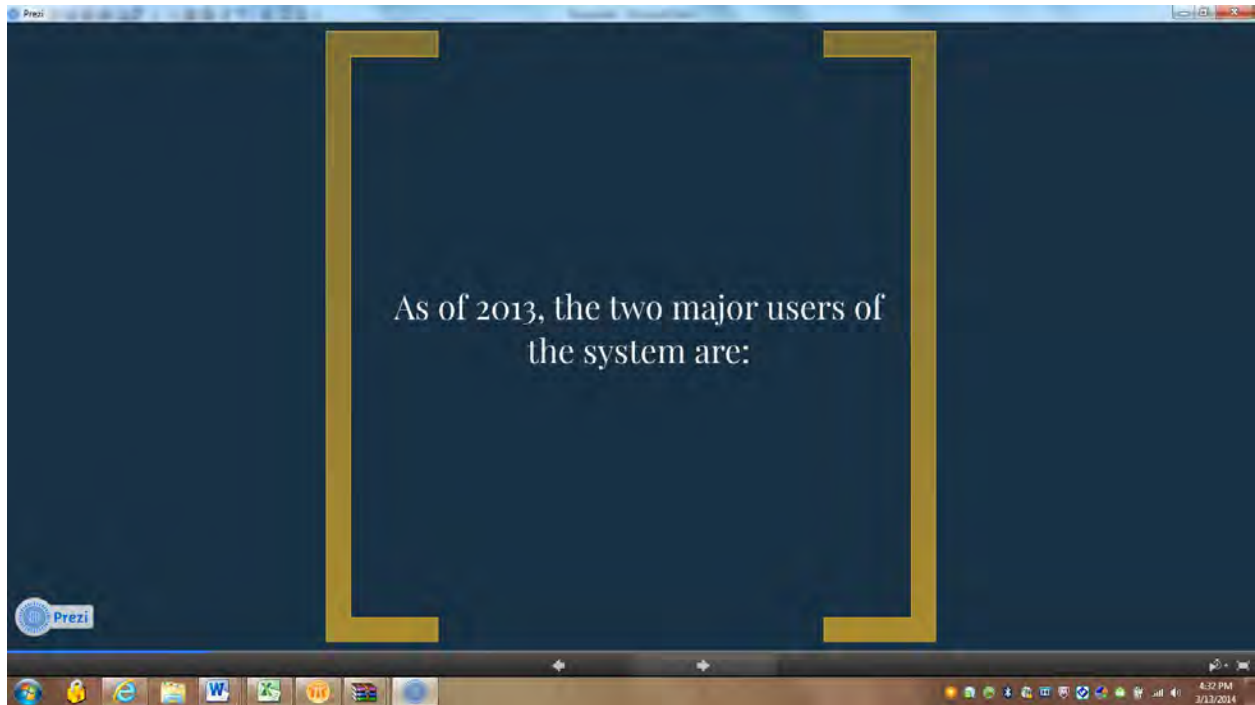 Prezi
As of 2013, the two major users of
the system are:
Prezi
4:32 PM
3/13/2014